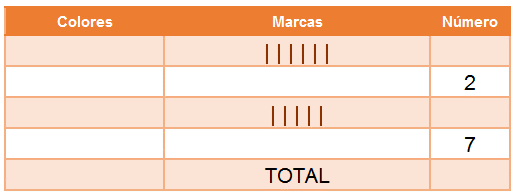 Colores Marcas Número
| | | | | |
2
| | | | |
7
TOTAL